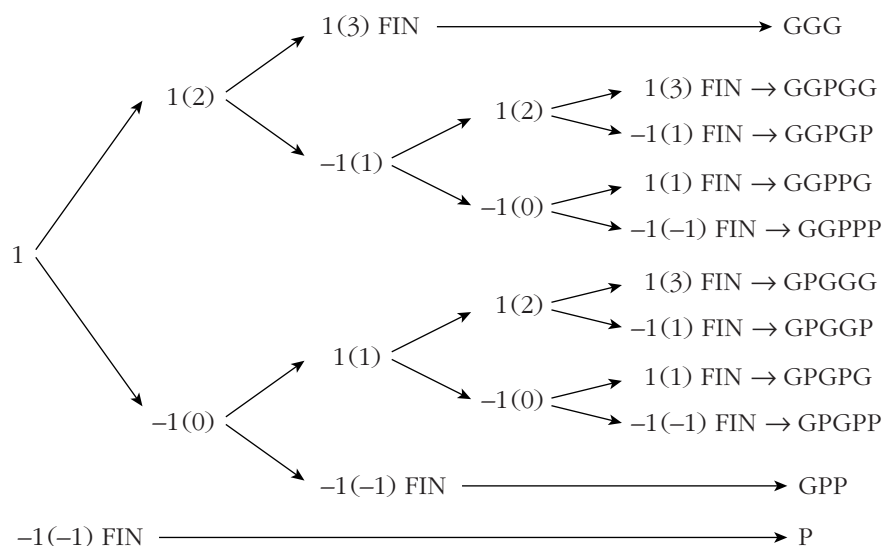 1(3) FIN → GGG
1(2)
1(3) FIN → GGPGG
1(2)
–1(1) FIN → GGPGP
–1(1)
1(1) FIN → GGPPG
–1(0)
–1(–1) FIN → GGPPP
1
1(3) FIN → GPGGG
1(2)
–1(1) FIN → GPGGP
1(1)
1(1) FIN → GPGPG
–1(0)
–1(–1) FIN → GPGPP
–1(0)
–1(–1) FIN → GPP
–1(–1) FIN → P